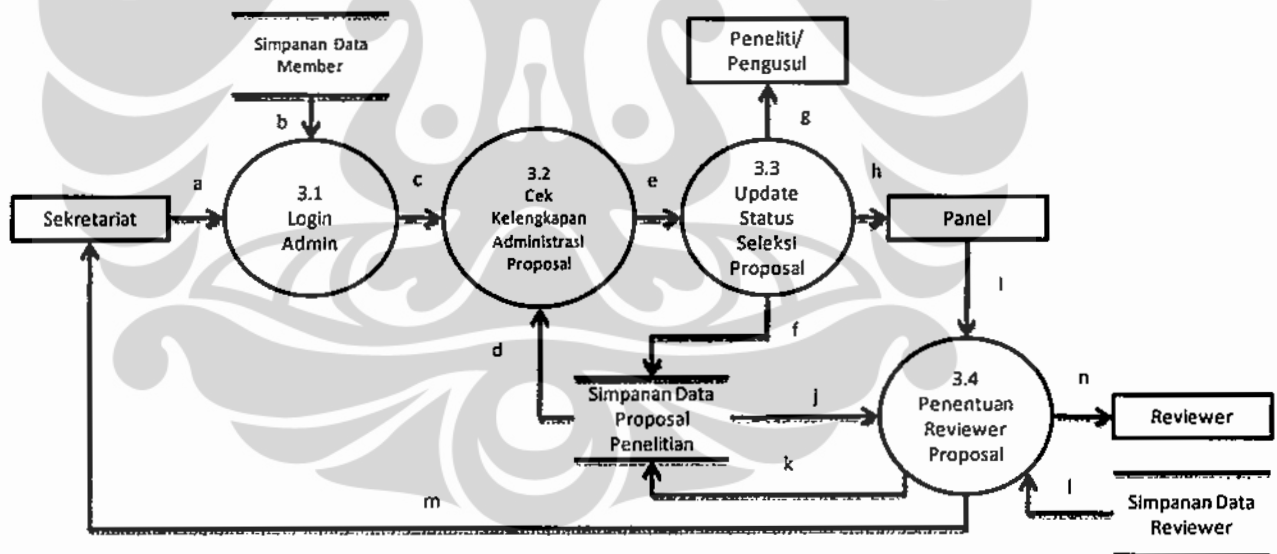 Simpanan Data
Member
b
Peneliti/
Pengusul
g
Sekretariat
a
3.1
Login
Admin
c
3.2
Cek
Kelengkapan
Administrasi
Proposal
e
3.3
Update
Status
Seleksi
Proposal
h
Panel
i
d
f
Simpanan Data
Proposal
Penelitian
j
k
3.4
Penentuan
Reviewer
Proposal
n
Reviewer
l
Simpanan Data
Reviewer
m